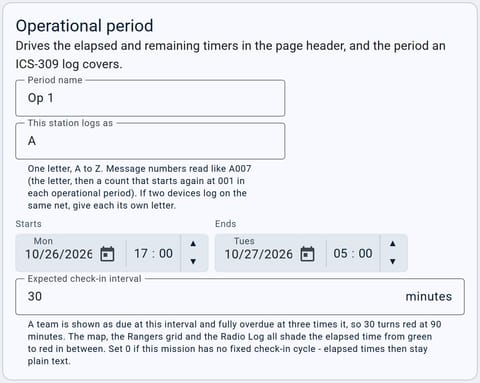 Operational period
Drives the elapsed and remaining timers in the page header, and the period an
ICS-309 log covers.
Period name
Op 1
This station logs as
A
One letter, A to Z. Message numbers read like A007
(the letter, then a count that starts again at 001 in
each operational period). If two devices log on the
same net, give each its own letter.
Starts
Ends
Mon
10/26/2026
17 : 00
Tues
10/27/2026
05 : 00
Expected check-in interval
30
minutes
A team is shown as due at this interval and fully overdue at three times it, so 30 turns red at 90
minutes. The map, the Rangers grid and the Radio Log all shade the elapsed time from green
to red in between. Set 0 if this mission has no fixed check-in cycle - elapsed times then stay
plain text.